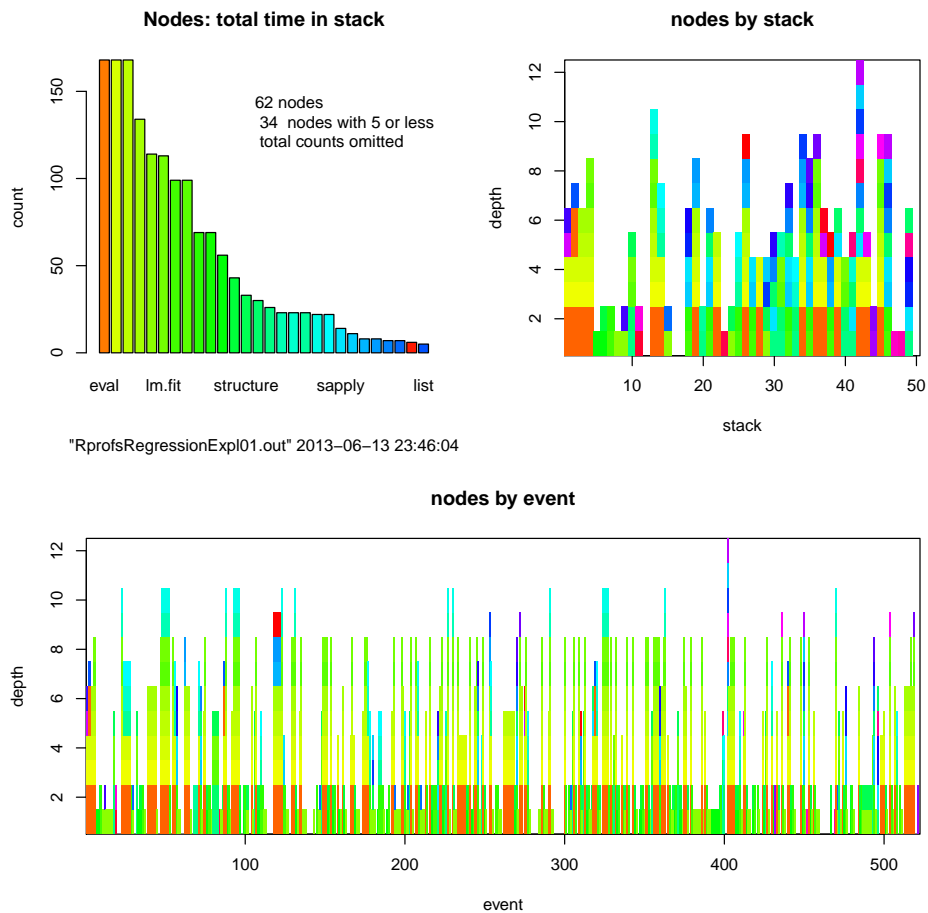 Nodes: total time in stack
62 nodes
34 nodes with 5 or less
total counts omitted
count
0 50 100 150
eval lm.fit structure sapply list
"RprofsRegressionExpl01.out" 2013−06−13 23:46:04
nodes by stack
depth
2 4 6 8 10 12
10 20 30 40 50
stack
nodes by event
depth
2 4 6 8 10 12
100 200 300 400 500
event